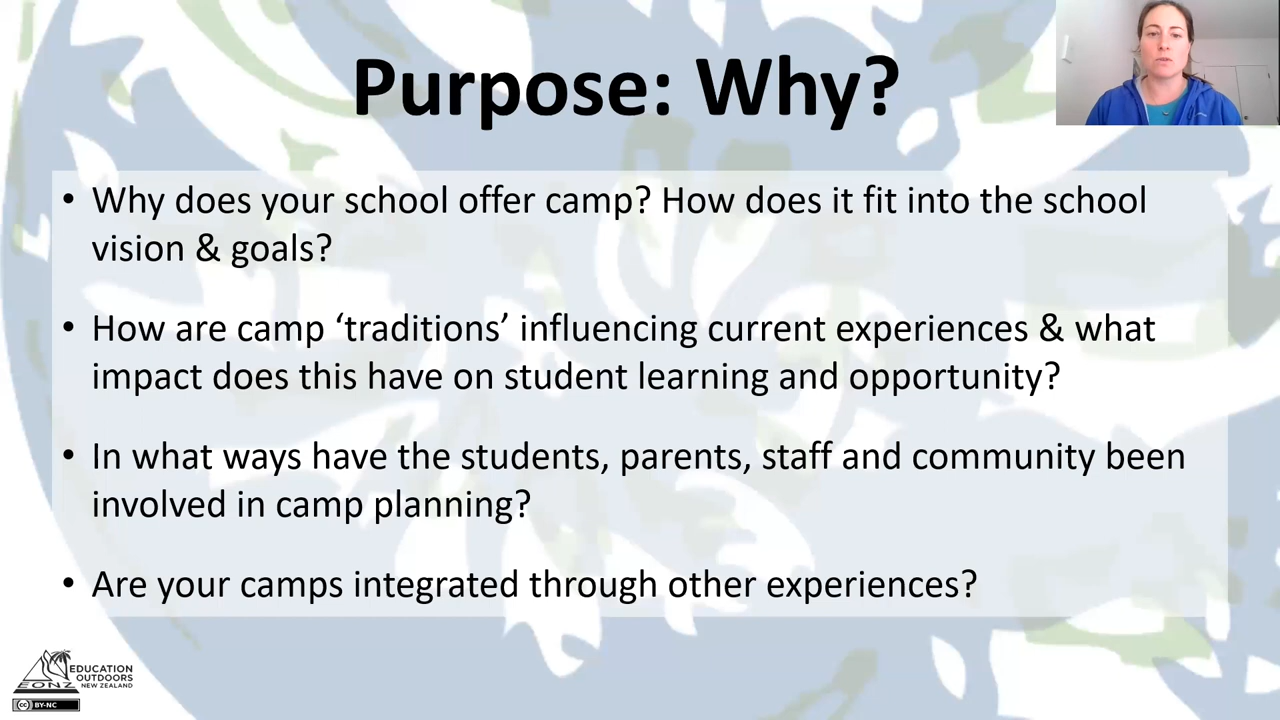 Purpose: Why?
• Why does your school offer camp? How does it fit into the school
vision & goals?
• How are camp ‘traditions’ influencing current experiences & what
impact does this have on student learning and opportunity?
• In what ways have the students, parents, staff and community been
involved in camp planning?
• Are your camps integrated through other experiences?
EDUCATION
OUTDOORS
NEW ZEALAND
EONZ
cc BY-NC